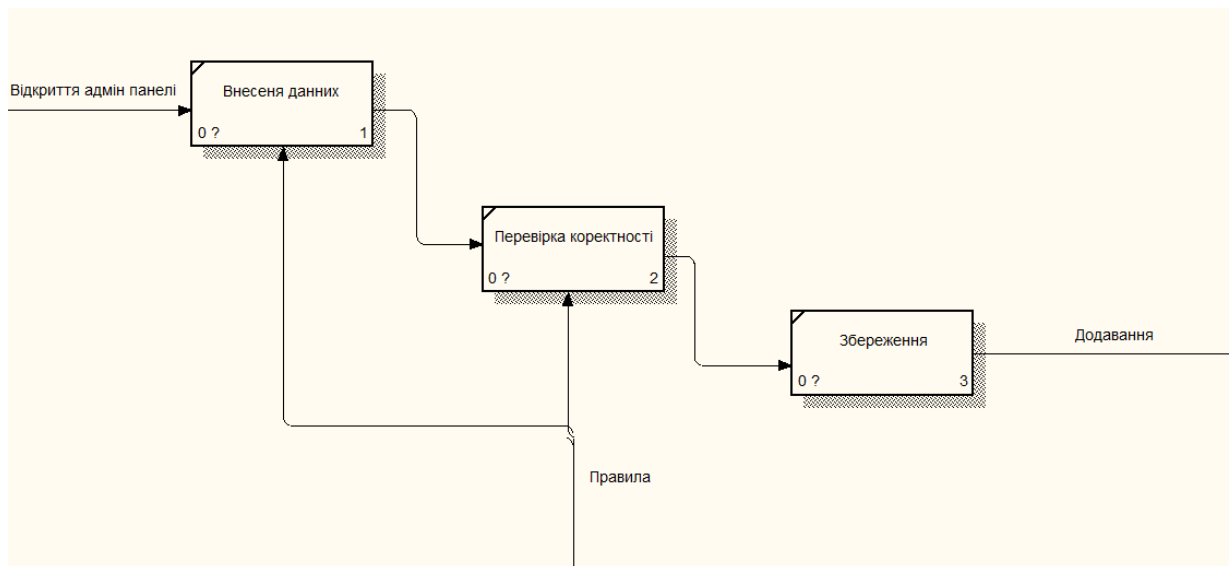 Відкриття адмін панелі
Внесеня данних
0 ?
1
Перевірка коректності
0 ?
2
Збереження
0 ?
3
Додавання
Правила